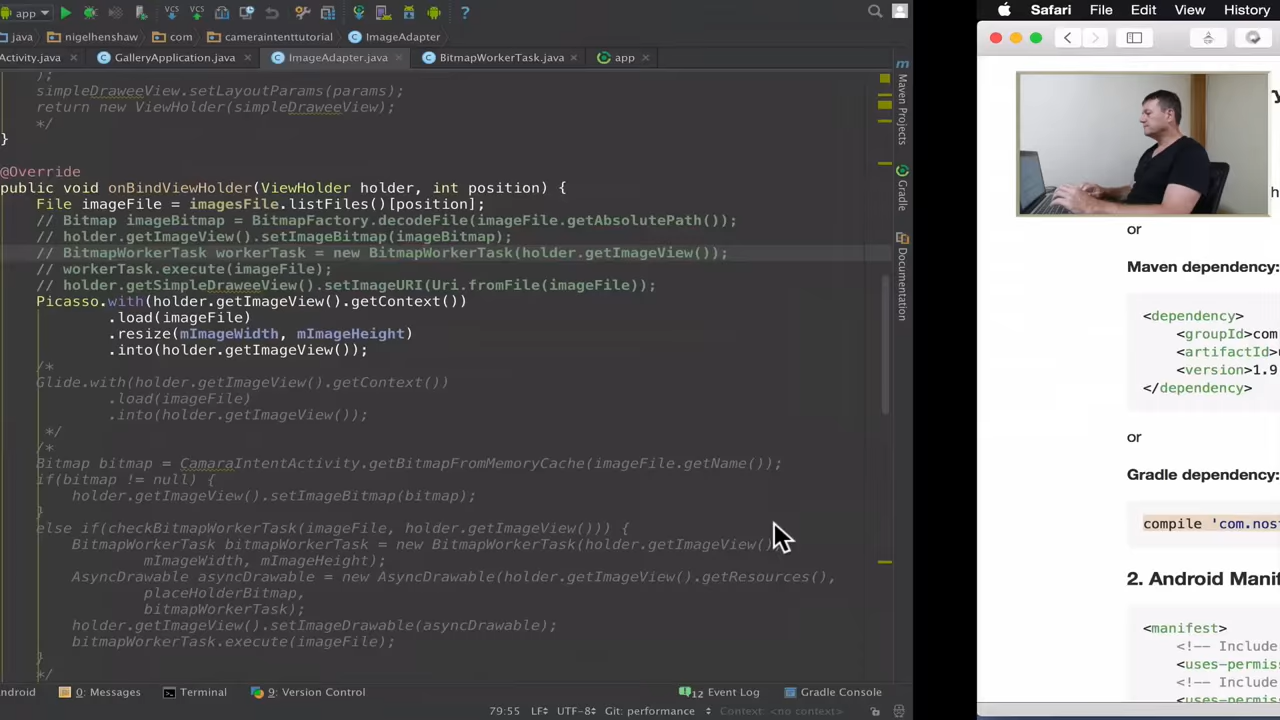 app
Safari File Edit View History
java nigelhenshaw com cameraintenttutorial ImageAdapter
Activity.java GalleryApplication.java ImageAdapter.java BitmapWorkerTask.java app
);
simpleDraweeView.setLayoutParams(params);
return new ViewHolder(simpleDraweeView);
*/
}
@Override
public void onBindViewHolder(ViewHolder holder, int position) {
File imageFile = imagesFile.listFiles()[position];
// Bitmap imageBitmap = BitmapFactory.decodeFile(imageFile.getAbsolutePath());
// holder.getImageView().setImageBitmap(imageBitmap);
// BitmapWorkerTask workerTask = new BitmapWorkerTask(holder.getImageView());
// workerTask.execute(imageFile);
// holder.getSimpleDraweeView().setImageURI(Uri.fromFile(imageFile));
Picasso.with(holder.getImageView().getContext())
.load(imageFile)
.resize(mImageWidth, mImageHeight)
.into(holder.getImageView());
/*
Glide.with(holder.getImageView().getContext())
.load(imageFile)
.into(holder.getImageView());
*/
/*
Bitmap bitmap = CamaraIntentActivity.getBitmapFromMemoryCache(imageFile.getName());
if(bitmap != null) {
holder.getImageView().setImageBitmap(bitmap);
}
else if(checkBitmapWorkerTask(imageFile, holder.getImageView())) {
BitmapWorkerTask bitmapWorkerTask = new BitmapWorkerTask(holder.getImageView()
mImageWidth, mImageHeight);
AsyncDrawable asyncDrawable = new AsyncDrawable(holder.getImageView().getResources(),
placeHolderBitmap,
bitmapWorkerTask);
holder.getImageView().setImageDrawable(asyncDrawable);
bitmapWorkerTask.execute(imageFile);
}
*/
Maven Projects
Gradle
Documentation
ndroid 0: Messages Terminal 9: Version Control 12 Event Log Gradle Console
79:55 LF UTF-8 Git: performance Context: <no context>
y
h
or
Maven dependency:
<dependency>
<groupId>com
<artifactId>
<version>1.9
</dependency>
or
Gradle dependency:
compile 'com.nos
2. Android Mani
<manifest>
<!-- Include
<uses-permis
<!-- Include
<uses-permis